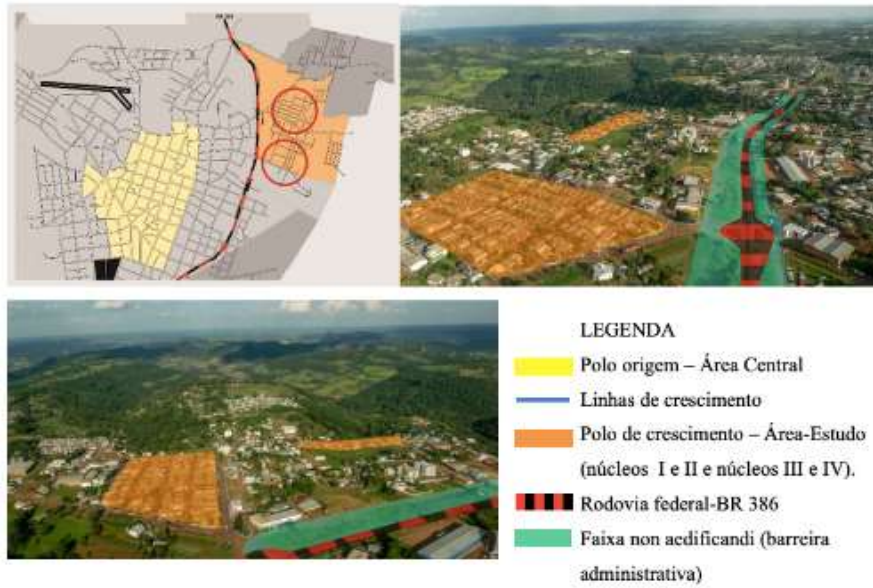 LEGENDA
Polo origem – Área Central
Linhas de crescimento
Polo de crescimento – Área-Estudo
(núcleos I e II e núcleos III e IV).
Rodovia federal-BR 386
Faixa non aedificandi (barreira
administrativa)